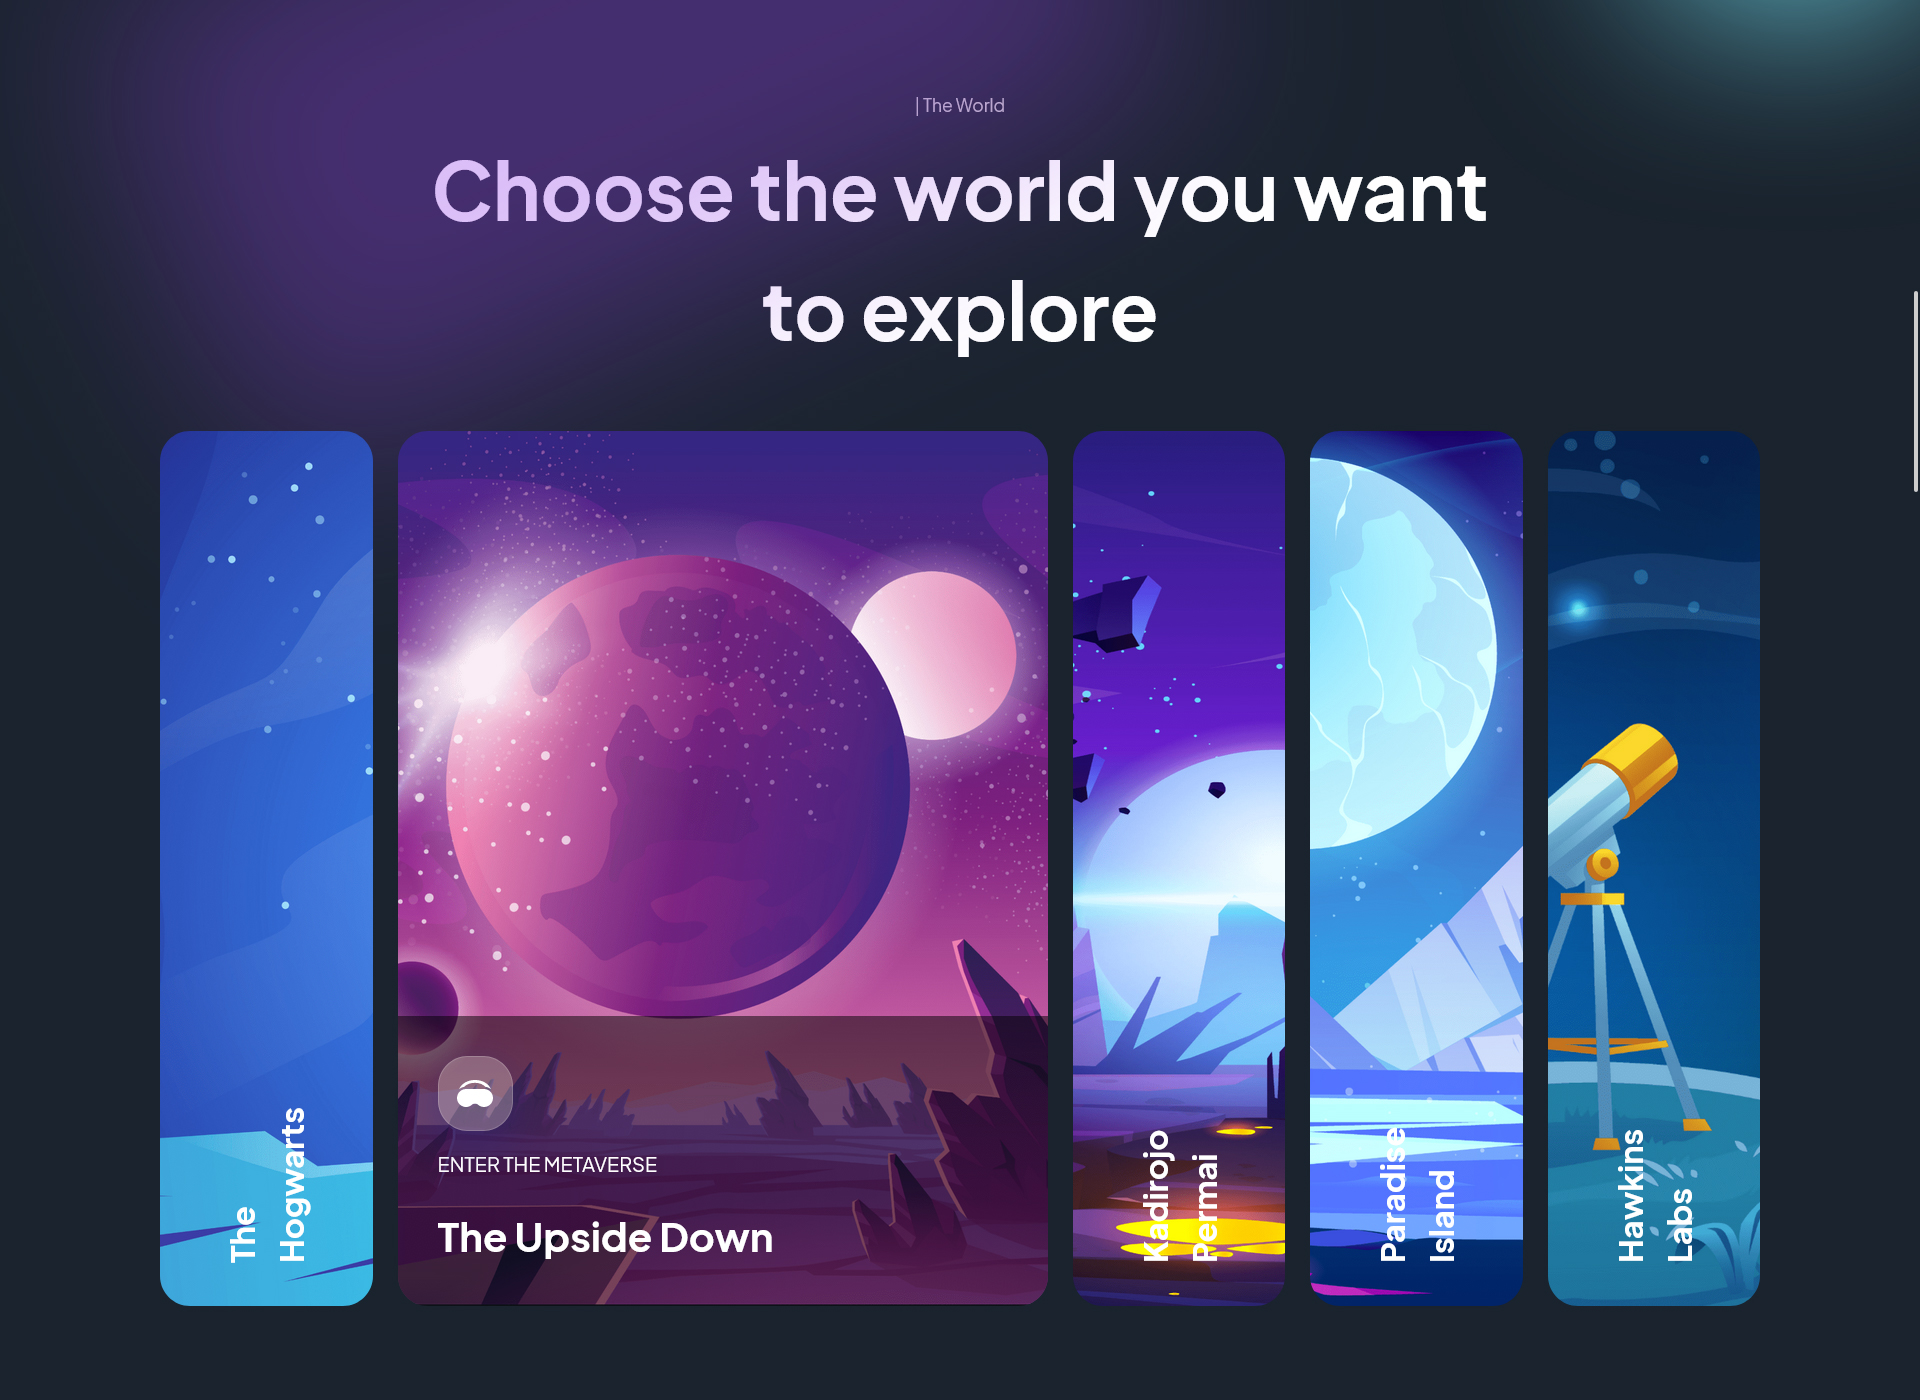 | The World
Choose the world you want
to explore
The
Hogwarts
ENTER THE METAVERSE
The Upside Down
Kadirojo
Permai
Paradise
Island
Hawkins
Labs